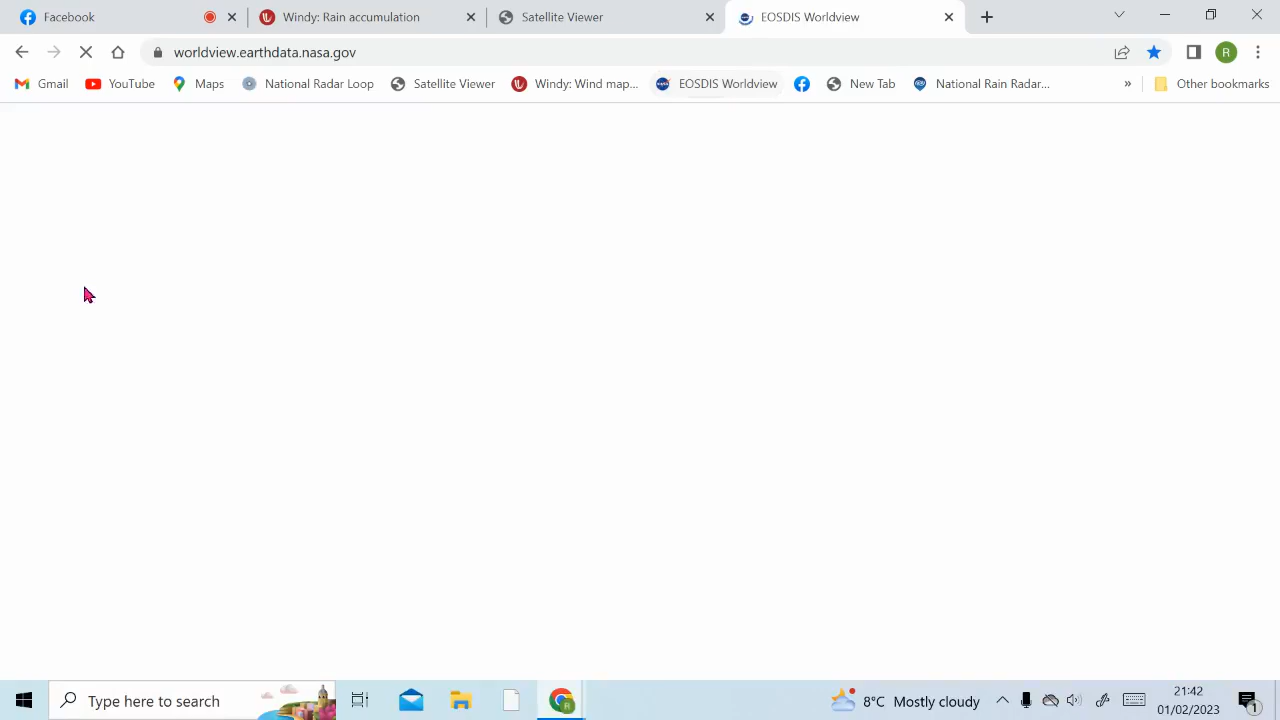 Facebook
Windy: Rain accumulation
Satellite Viewer
EOSDIS Worldview
worldview.earthdata.nasa.gov
R
Gmail
YouTube
Maps
National Radar Loop
Satellite Viewer
Windy: Wind map...
EOSDIS Worldview
New Tab
National Rain Radar...
»
Other bookmarks
Type here to search
R
8°C Mostly cloudy
21:42
01/02/2023
1